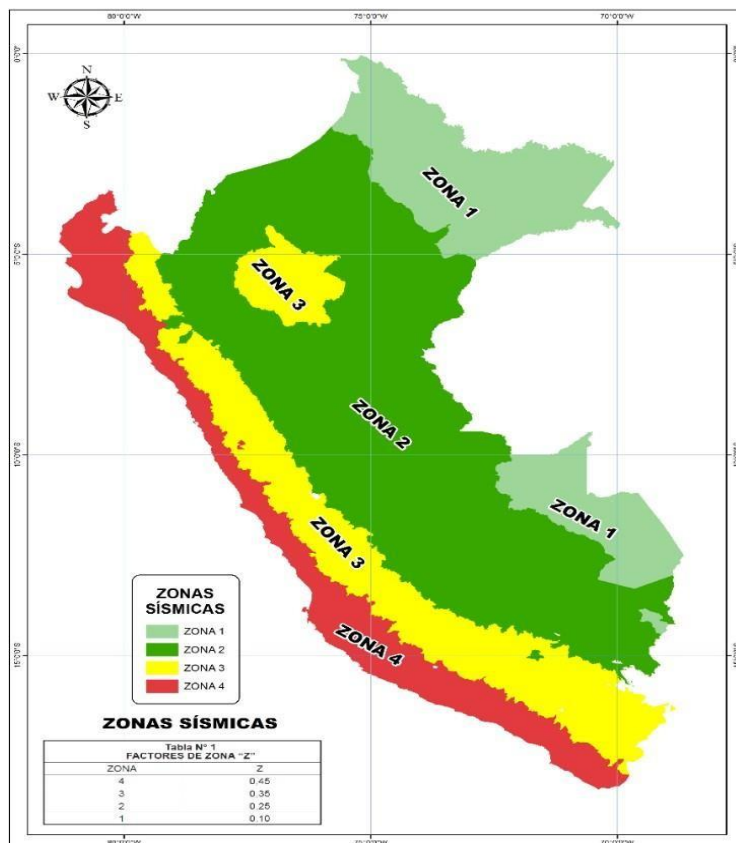 80°0'0"W 75°0'0"W 70°0'0"W
N
W E
S
ZONA 1
ZONA 3
ZONA 2
ZONA 1
ZONA 3
ZONA 4
ZONAS
SÍSMICAS
ZONA 1
ZONA 2
ZONA 3
ZONA 4
ZONAS SÍSMICAS
Tabla N° 1
FACTORES DE ZONA "Z"
ZONA Z
4 0.45
3 0.35
2 0.25
1 0.10